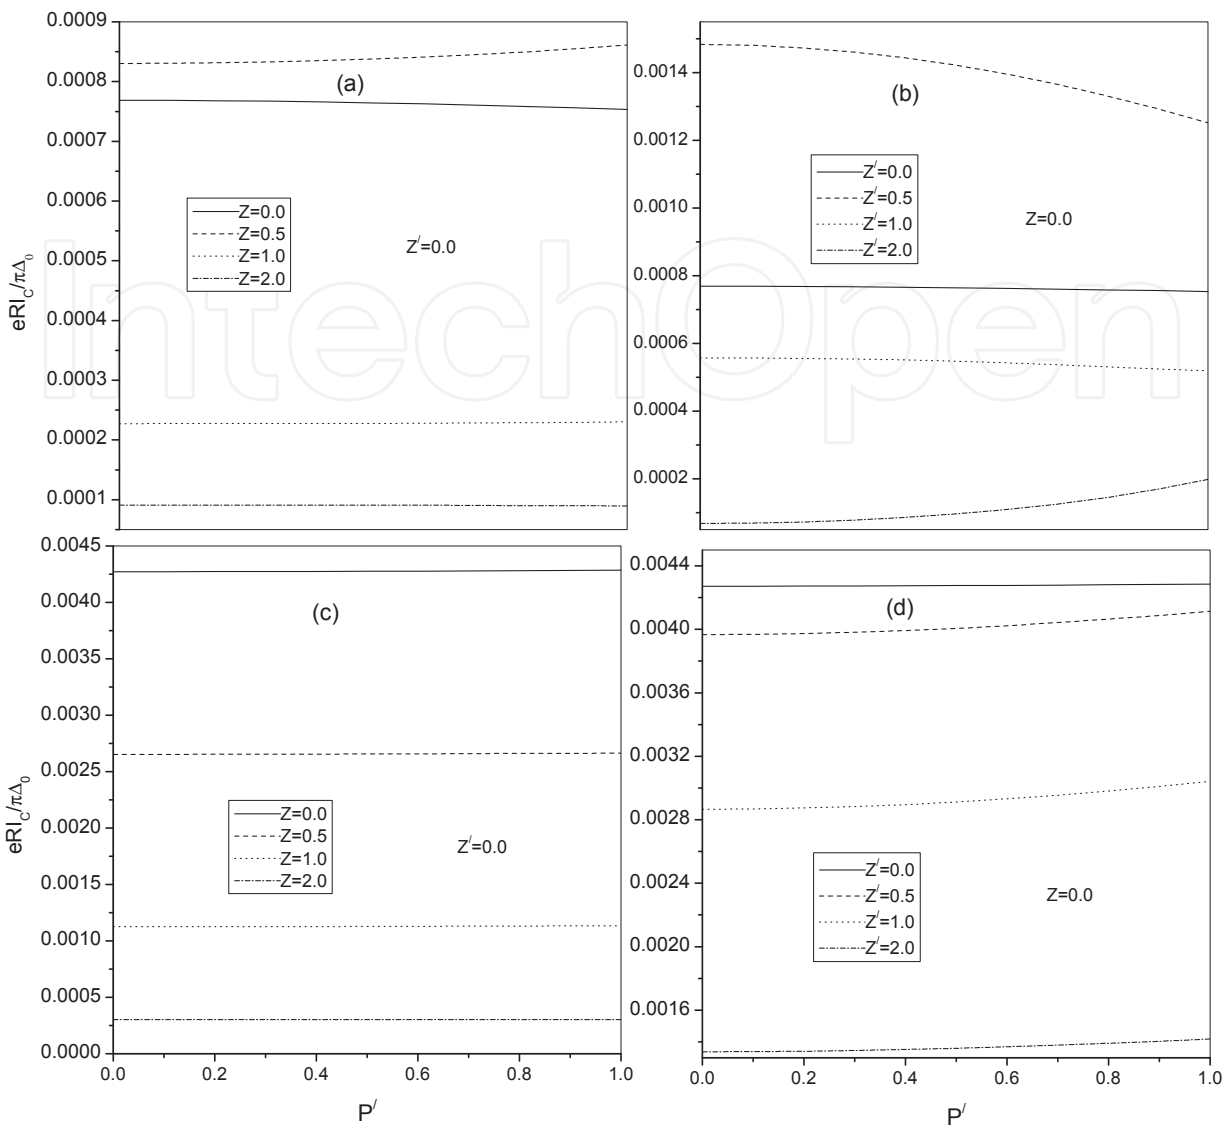 0.0009
0.0008
0.0007
0.0006
0.0005
0.0004
0.0003
0.0002
0.0001
eRI_C/πΔ_0
(a)
Z=0.0
Z=0.5
Z=1.0
Z=2.0
Z/=0.0
0.0014
0.0012
0.0010
0.0008
0.0006
0.0004
0.0002
(b)
Z/=0.0
Z/=0.5
Z/=1.0
Z/=2.0
Z=0.0
IntechOpen
0.0045
0.0040
0.0035
0.0030
0.0025
0.0020
0.0015
0.0010
0.0005
0.0000
eRI_C/πΔ_0
(c)
Z=0.0
Z=0.5
Z=1.0
Z=2.0
Z/=0.0
0.0 0.2 0.4 0.6 0.8 1.0
P/
0.0044
0.0040
0.0036
0.0032
0.0028
0.0024
0.0020
0.0016
(d)
Z/=0.0
Z/=0.5
Z/=1.0
Z/=2.0
Z=0.0
0.0 0.2 0.4 0.6 0.8 1.0
P/